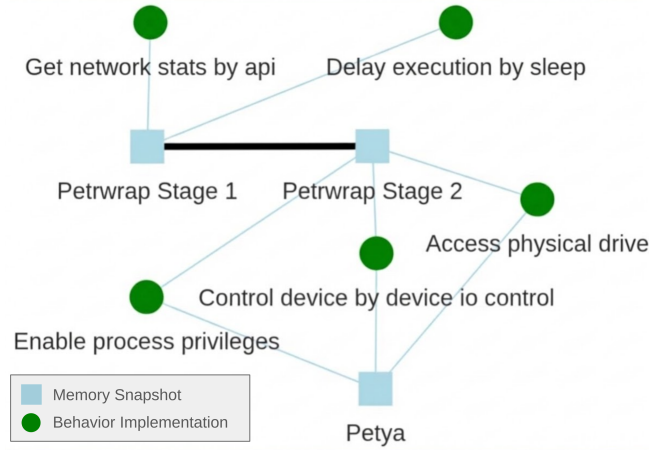 Get network stats by api
Delay execution by sleep
Petrwrap Stage 1
Petrwrap Stage 2
Access physical drive
Control device by device io control
Enable process privileges
Memory Snapshot
Behavior Implementation
Petya